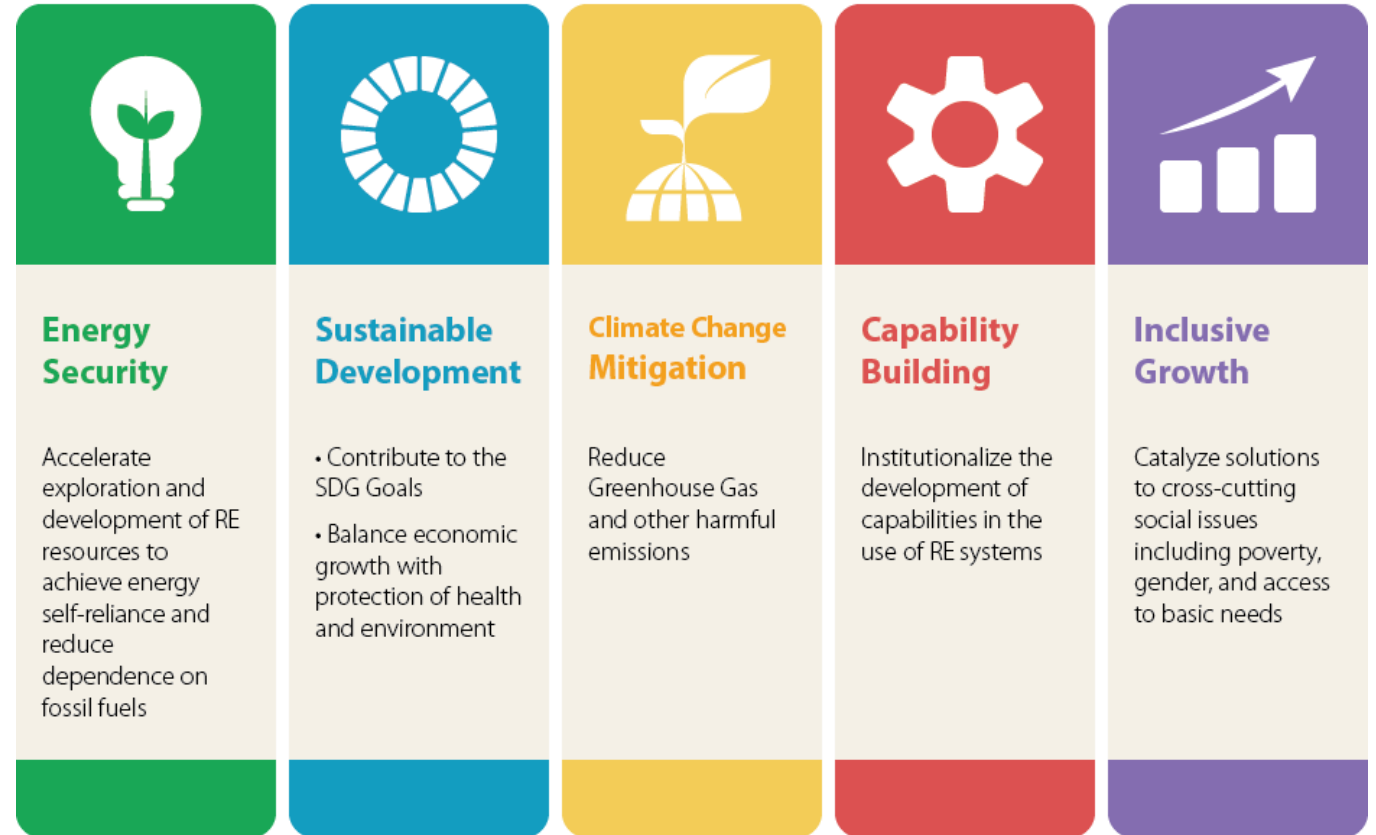 Energy
Security
Accelerate
exploration and
development of RE
resources to
achieve energy
self-reliance and
reduce
dependence on
fossil fuels
Sustainable
Development
• Contribute to the
SDG Goals
• Balance economic
growth with
protection of health
and environment
Climate Change
Mitigation
Reduce
Greenhouse Gas
and other harmful
emissions
Capability
Building
Institutionalize the
development of
capabilities in the
use of RE systems
Inclusive
Growth
Catalyze solutions
to cross-cutting
social issues
including poverty,
gender, and access
to basic needs